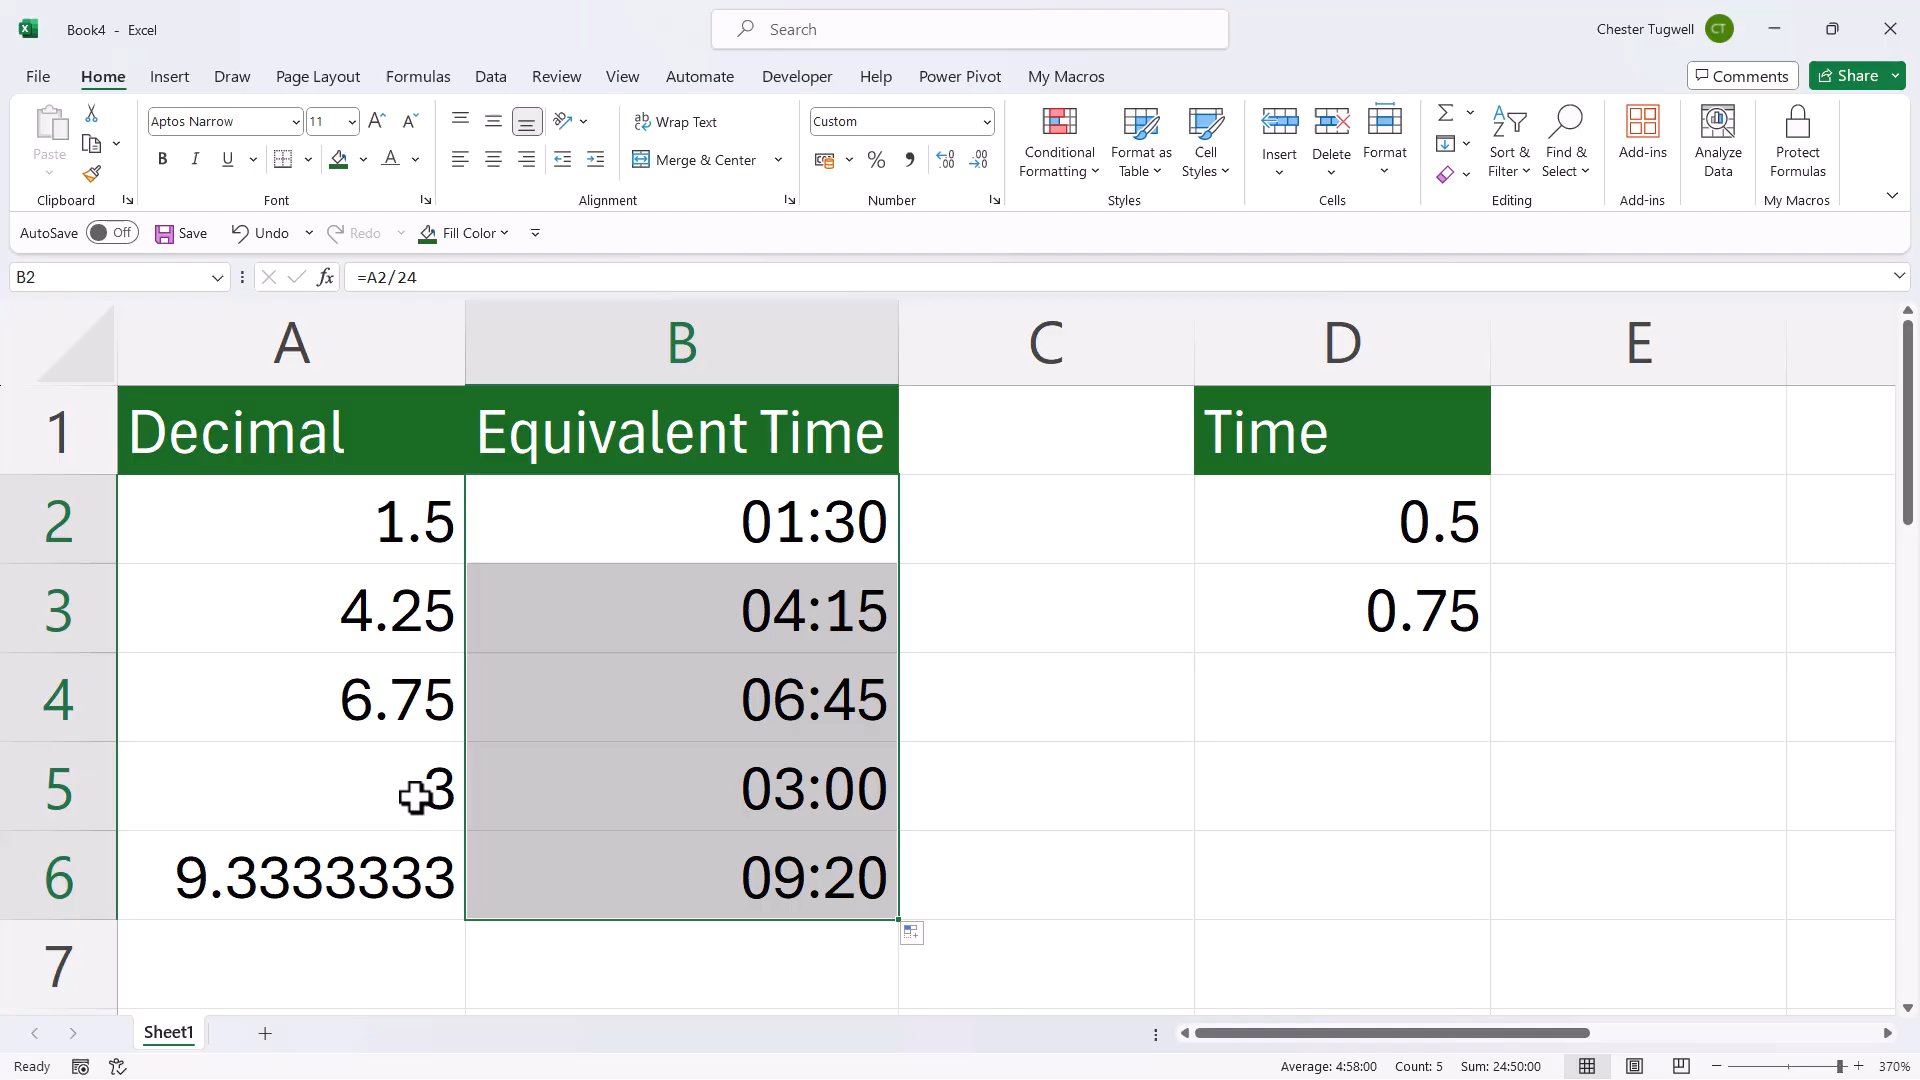 Book4 - Excel
Search
Chester Tugwell CT
File Home Insert Draw Page Layout Formulas Data Review View Automate Developer Help Power Pivot My Macros Comments Share
Aptos Narrow 11 A A Wrap Text Custom
Paste B I U A Merge & Center % Conditional Formatting Format as Table Cell Styles Insert Delete Format Sort & Filter Find & Select Add-ins Analyze Data Protect Formulas
Clipboard Font Alignment Number Styles Cells Editing Add-ins My Macros
AutoSave Off Save Undo Redo Fill Color
B2 fx =A2/24
A B C D E
1 Decimal Equivalent Time Time
2 1.5 01:30 0.5
3 4.25 04:15 0.75
4 6.75 06:45
5 3 03:00
6 9.3333333 09:20
7
Sheet1
Ready Average: 4:58:00 Count: 5 Sum: 24:50:00 370%